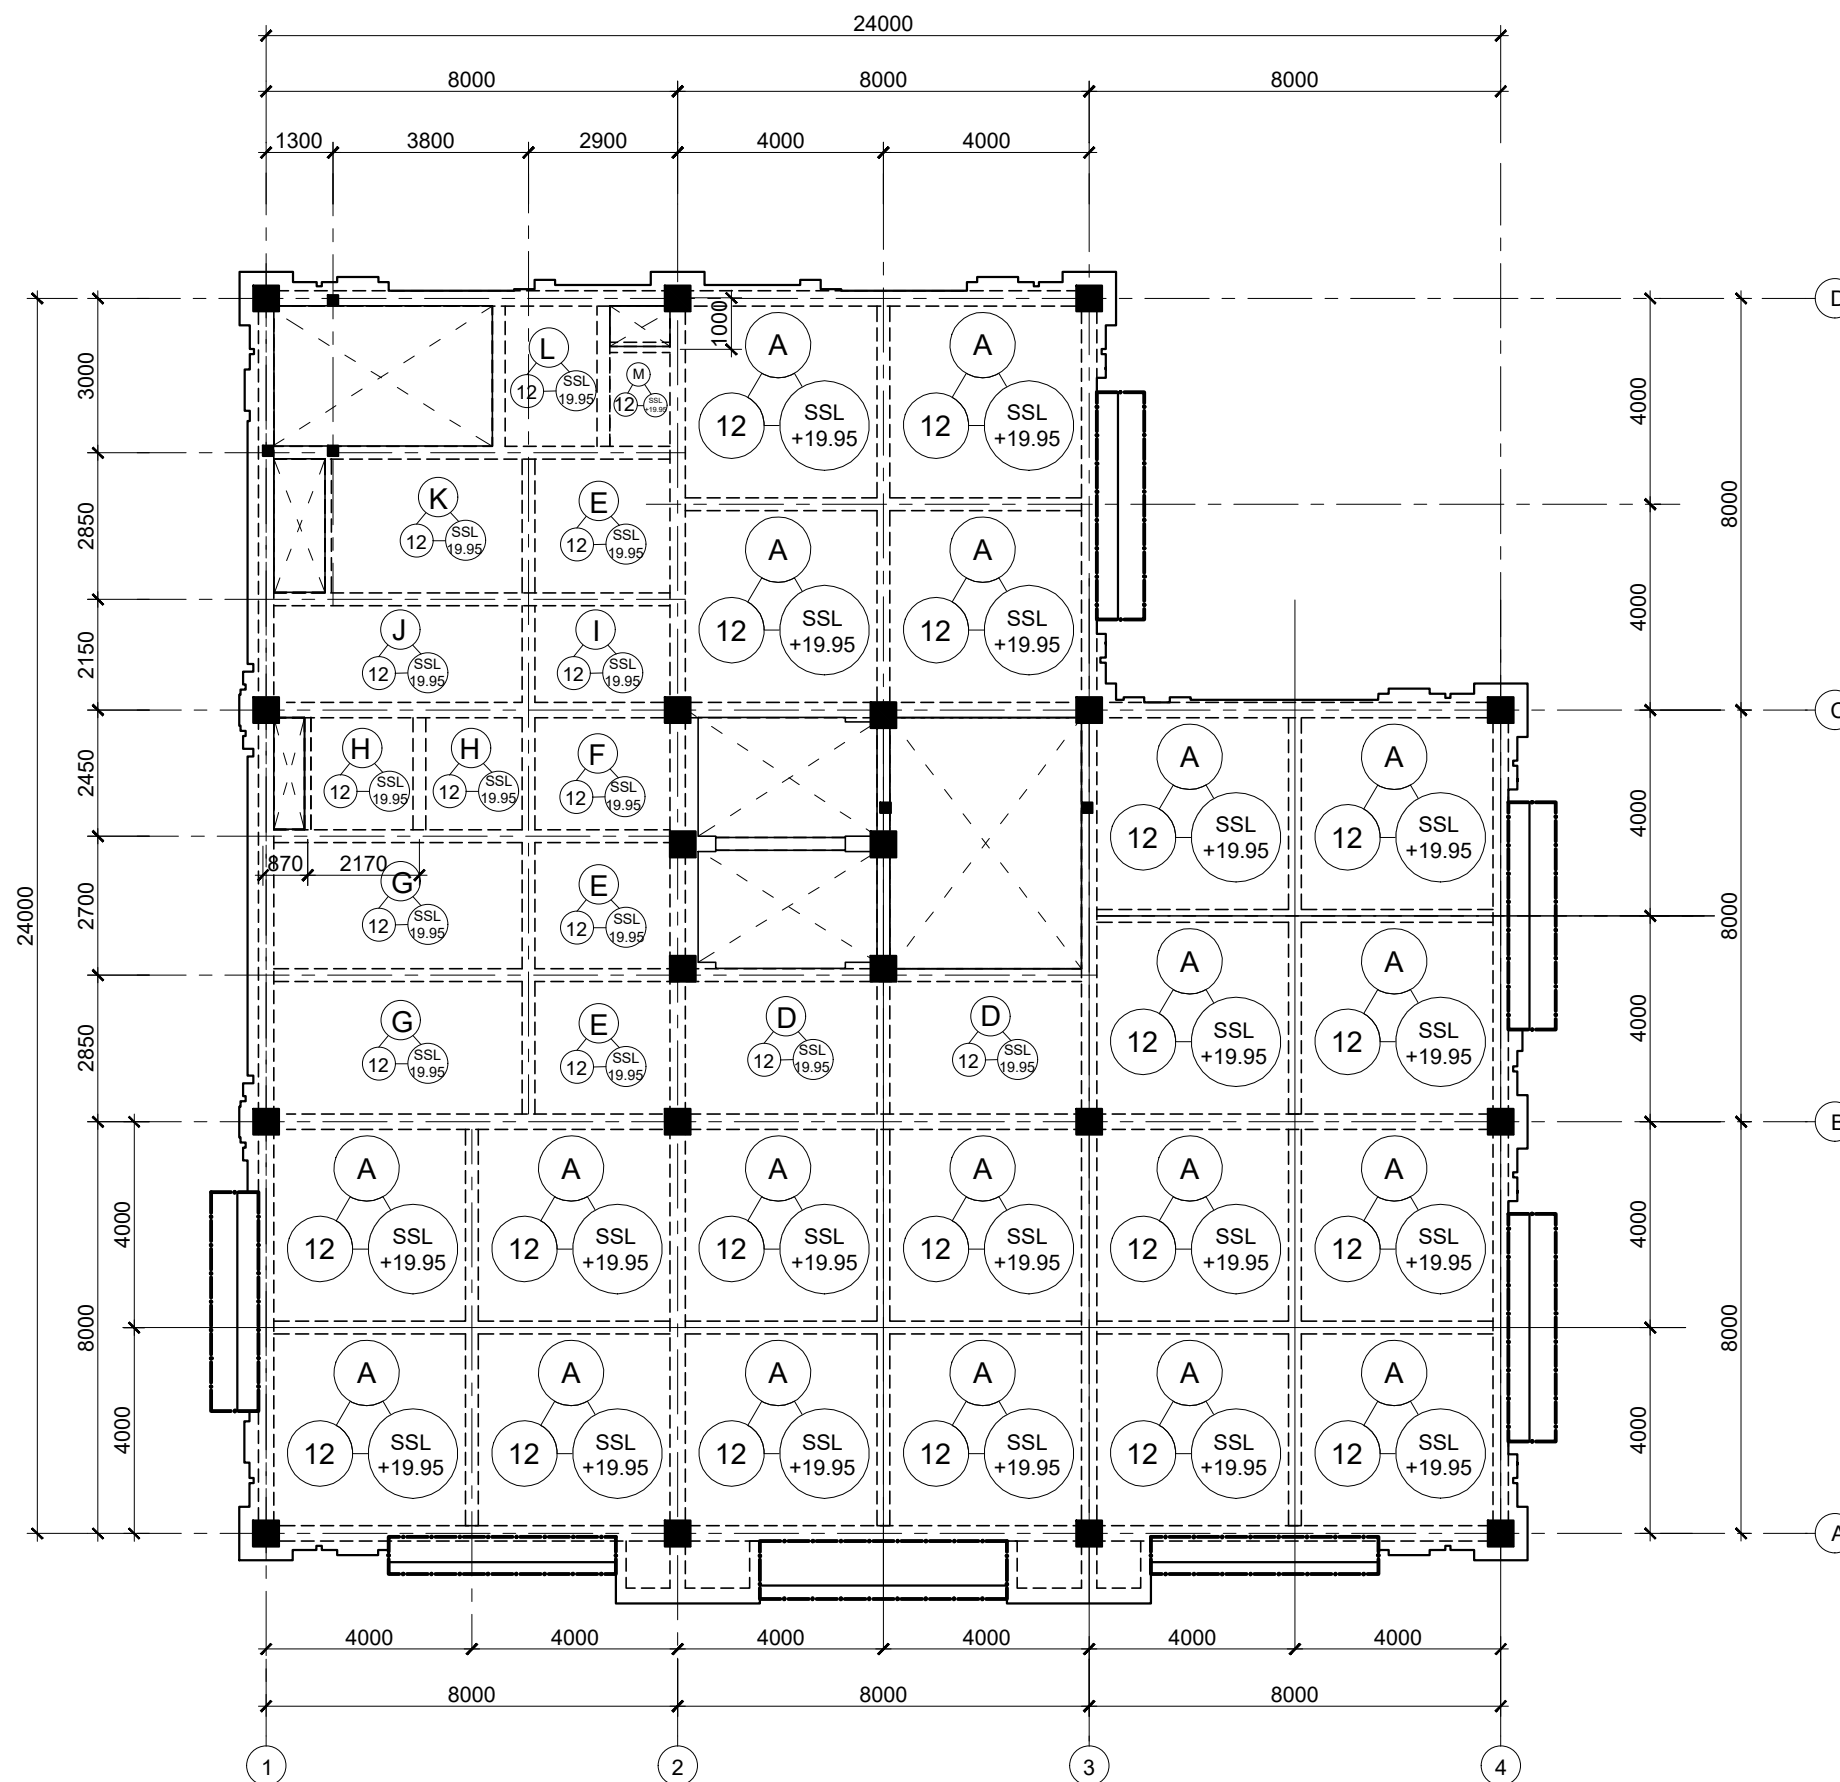 24000
8000 8000 8000
1300 3800 2900 4000 4000
3000
2850
2150
2450
2700
2850
8000
4000
4000
24000
1000
L
12
SSL
19.95
M
12
SSL
+19.95
A
12
SSL
+19.95
A
12
SSL
+19.95
K
12
SSL
19.95
E
12
SSL
19.95
A
12
SSL
+19.95
A
12
SSL
+19.95
J
12
SSL
19.95
I
12
SSL
19.95
H
12
SSL
19.95
H
12
SSL
19.95
F
12
SSL
19.95
A
12
SSL
+19.95
A
12
SSL
+19.95
870 2170
G
12
SSL
19.95
E
12
SSL
19.95
A
12
SSL
+19.95
A
12
SSL
+19.95
G
12
SSL
19.95
E
12
SSL
19.95
D
12
SSL
19.95
D
12
SSL
19.95
A
12
SSL
+19.95
A
12
SSL
+19.95
A
12
SSL
+19.95
A
12
SSL
+19.95
A
12
SSL
+19.95
A
12
SSL
+19.95
A
12
SSL
+19.95
A
12
SSL
+19.95
A
12
SSL
+19.95
A
12
SSL
+19.95
A
12
SSL
+19.95
A
12
SSL
+19.95
4000
4000
4000
4000
4000
4000
8000
8000
8000
D
C
B
A
4000 4000 4000 4000 4000 4000
8000 8000 8000
1 2 3 4